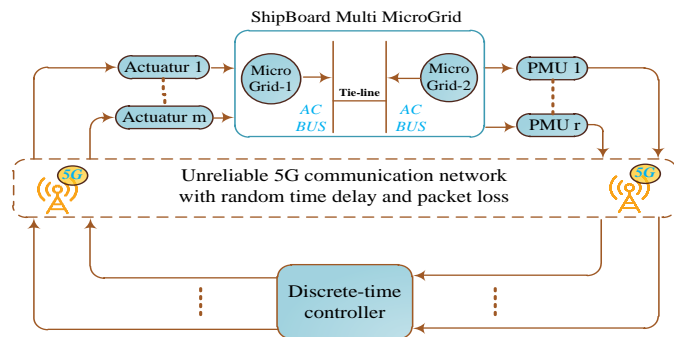 ShipBoard Multi MicroGrid
Actuatur 1
Actuatur m
Micro
Grid-1
Tie-line
Micro
Grid-2
AC
BUS
AC
BUS
PMU 1
PMU r
5G
Unreliable 5G communication network
with random time delay and packet loss
5G
Discrete-time
controller